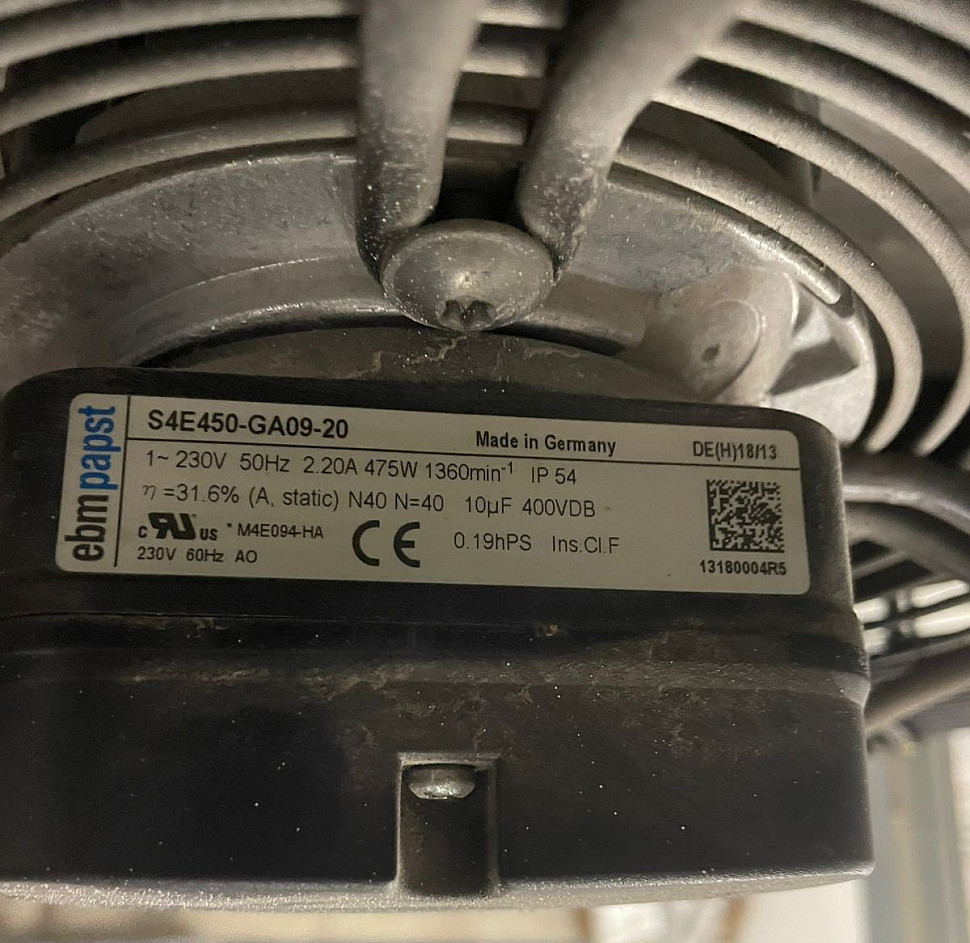 ebmpapst
S4E450-GA09-20
Made in Germany
DE(H)18/13
1~ 230V 50Hz 2.20A 475W 1360min⁻¹ IP 54
η =31.6% (A, static) N40 N=40 10µF 400VDB
c RU us * M4E094-HA
CE
0.19hPS Ins.Cl.F
230V 60Hz AO
13180004R5